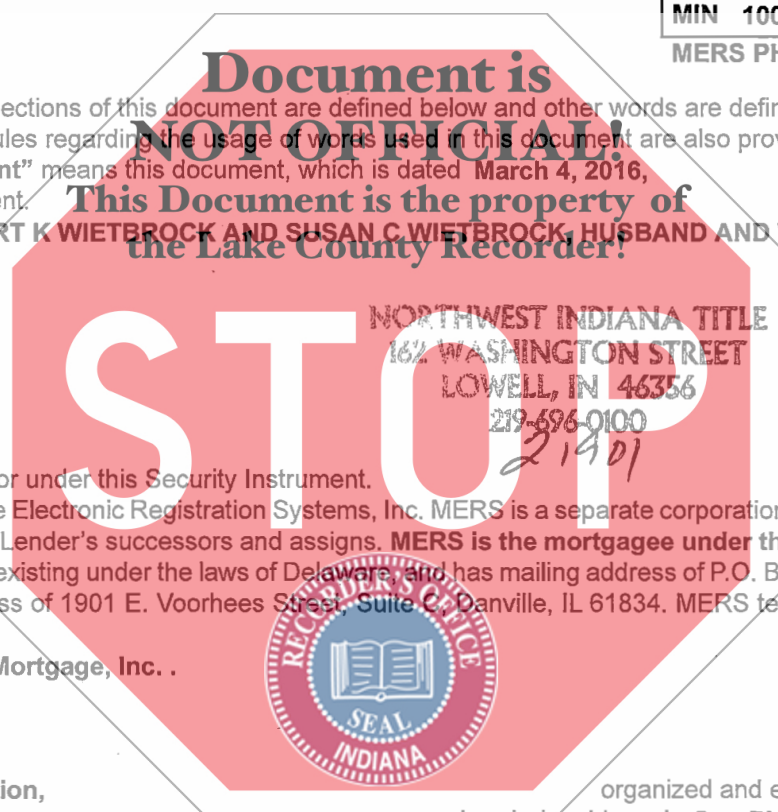 MIN 100
MERS PH
Document is
ections of this document are defined below and other words are defin
NOT OFFICIAL!
ules regarding the usage of words used in this document are also prov
nt” means this document, which is dated March 4, 2016,
ent.
This Document is the property of
RT K WIETBROCK AND SUSAN C WIETBROCK, HUSBAND AND
the Lake County Recorder!
STOP
NORTHWEST INDIANA TITLE
162 WASHINGTON STREET
LOWELL, IN 46356
219-696-0100
21901
or under this Security Instrument.
e Electronic Registration Systems, Inc. MERS is a separate corporation
Lender's successors and assigns. MERS is the mortgagee under th
existing under the laws of Delaware, and has mailing address of P.O. B
ss of 1901 E. Voorhees Street, Suite C, Danville, IL 61834. MERS te
RECORDER'S OFFICE
Mortgage, Inc. .
SEAL
INDIANA
tion,
organized and e